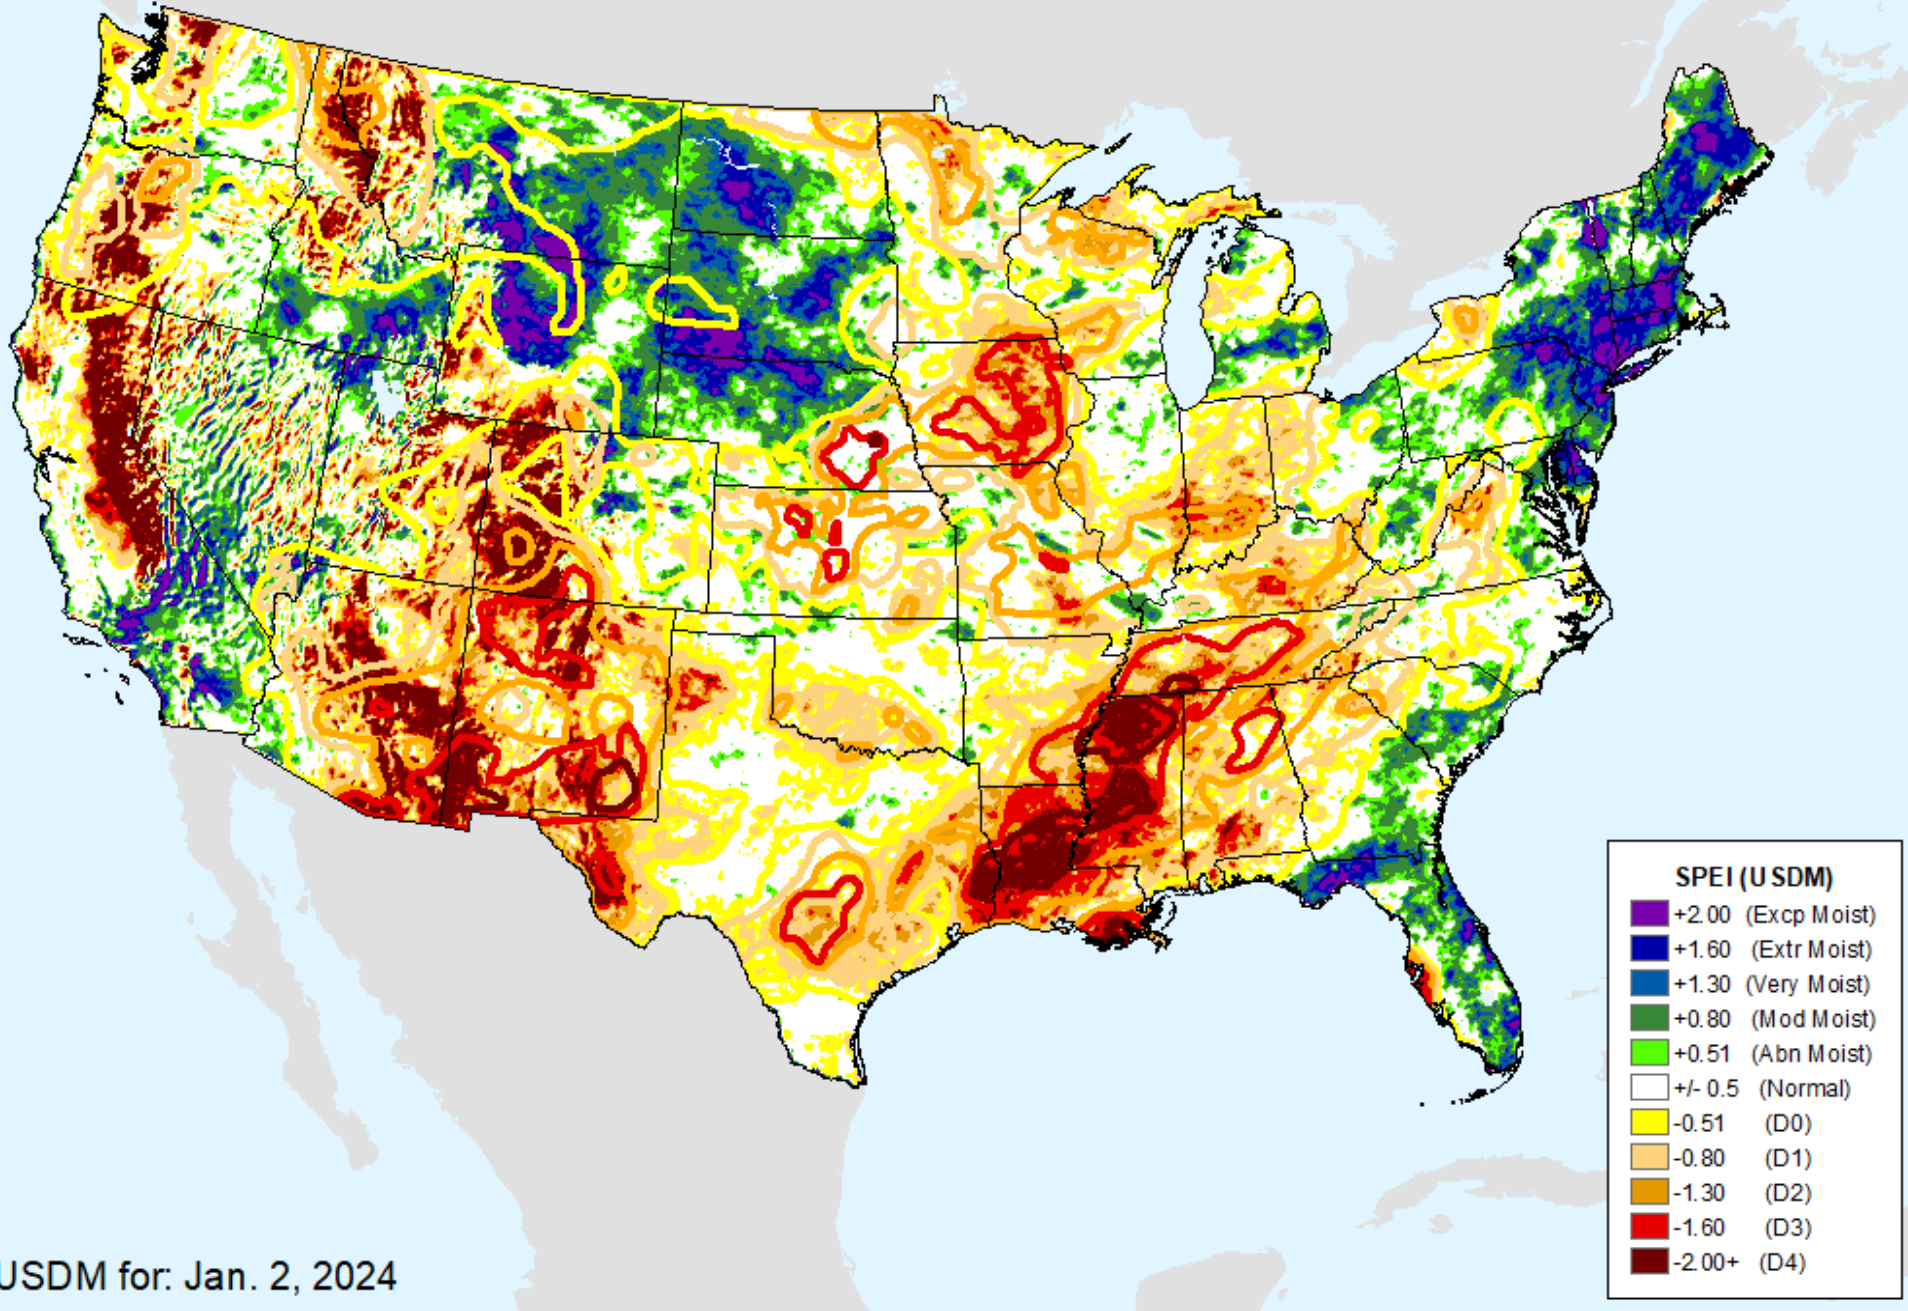 SPEI (USDM)
+2.00 (Excp Moist)
+1.60 (Extr Moist)
+1.30 (Very Moist)
+0.80 (Mod Moist)
+0.51 (Abn Moist)
+/- 0.5 (Normal)
-0.51 (D0)
-0.80 (D1)
-1.30 (D2)
-1.60 (D3)
-2.00+ (D4)
USDM for: Jan. 2, 2024